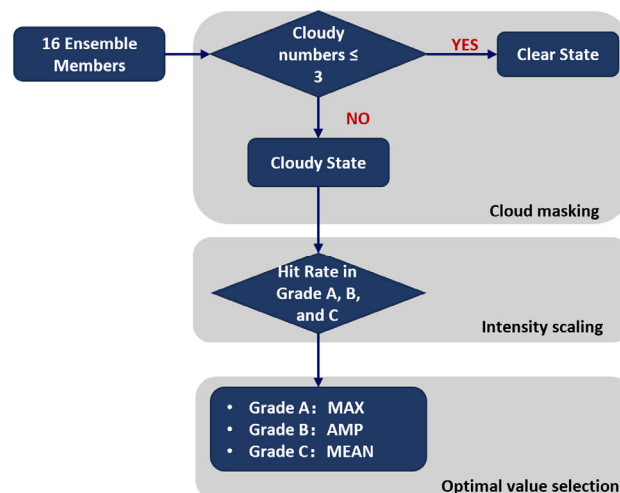 16 Ensemble
Members
Cloudy
numbers ≤
3
YES
Clear State
NO
Cloudy State
Cloud masking
Hit Rate in
Grade A, B,
and C
Intensity scaling
• Grade A： MAX
• Grade B： AMP
• Grade C： MEAN
Optimal value selection